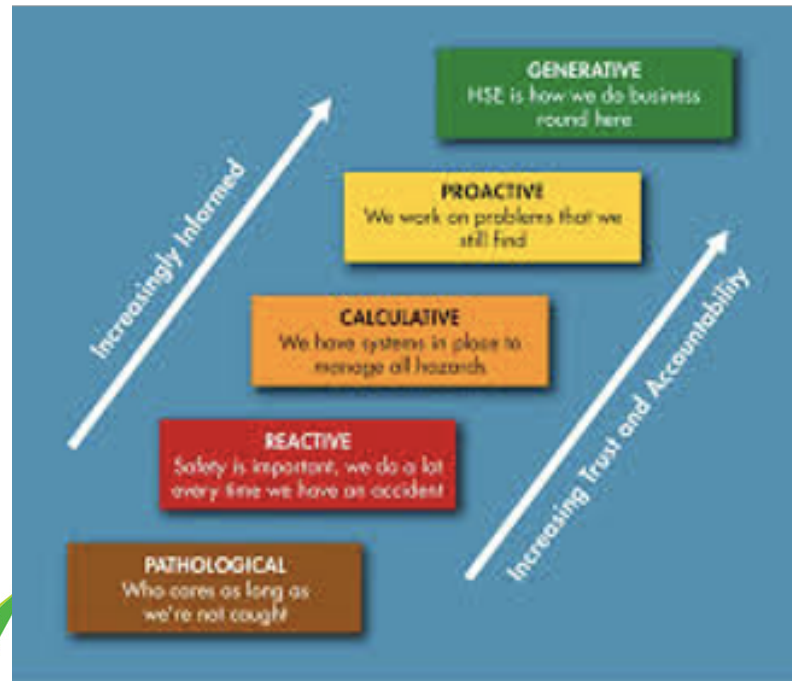 GENERATIVE
HSE is how we do business
round here
PROACTIVE
We work on problems that we
still find
Increasingly Informed
CALCULATIVE
We have systems in place to
manage all hazards
Increasing Trust and Accountability
REACTIVE
Safety is important, we do a lot
every time we have an accident
PATHOLOGICAL
Who cares as long as
we're not caught